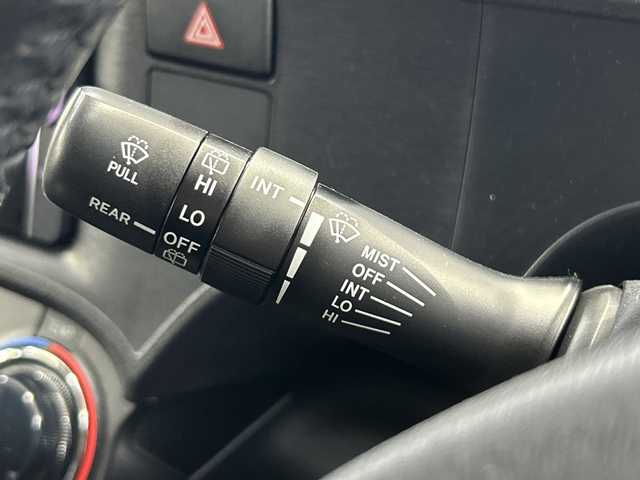 PULL
REAR
HI
LO
OFF
INT
MIST
OFF
INT
LO
HI